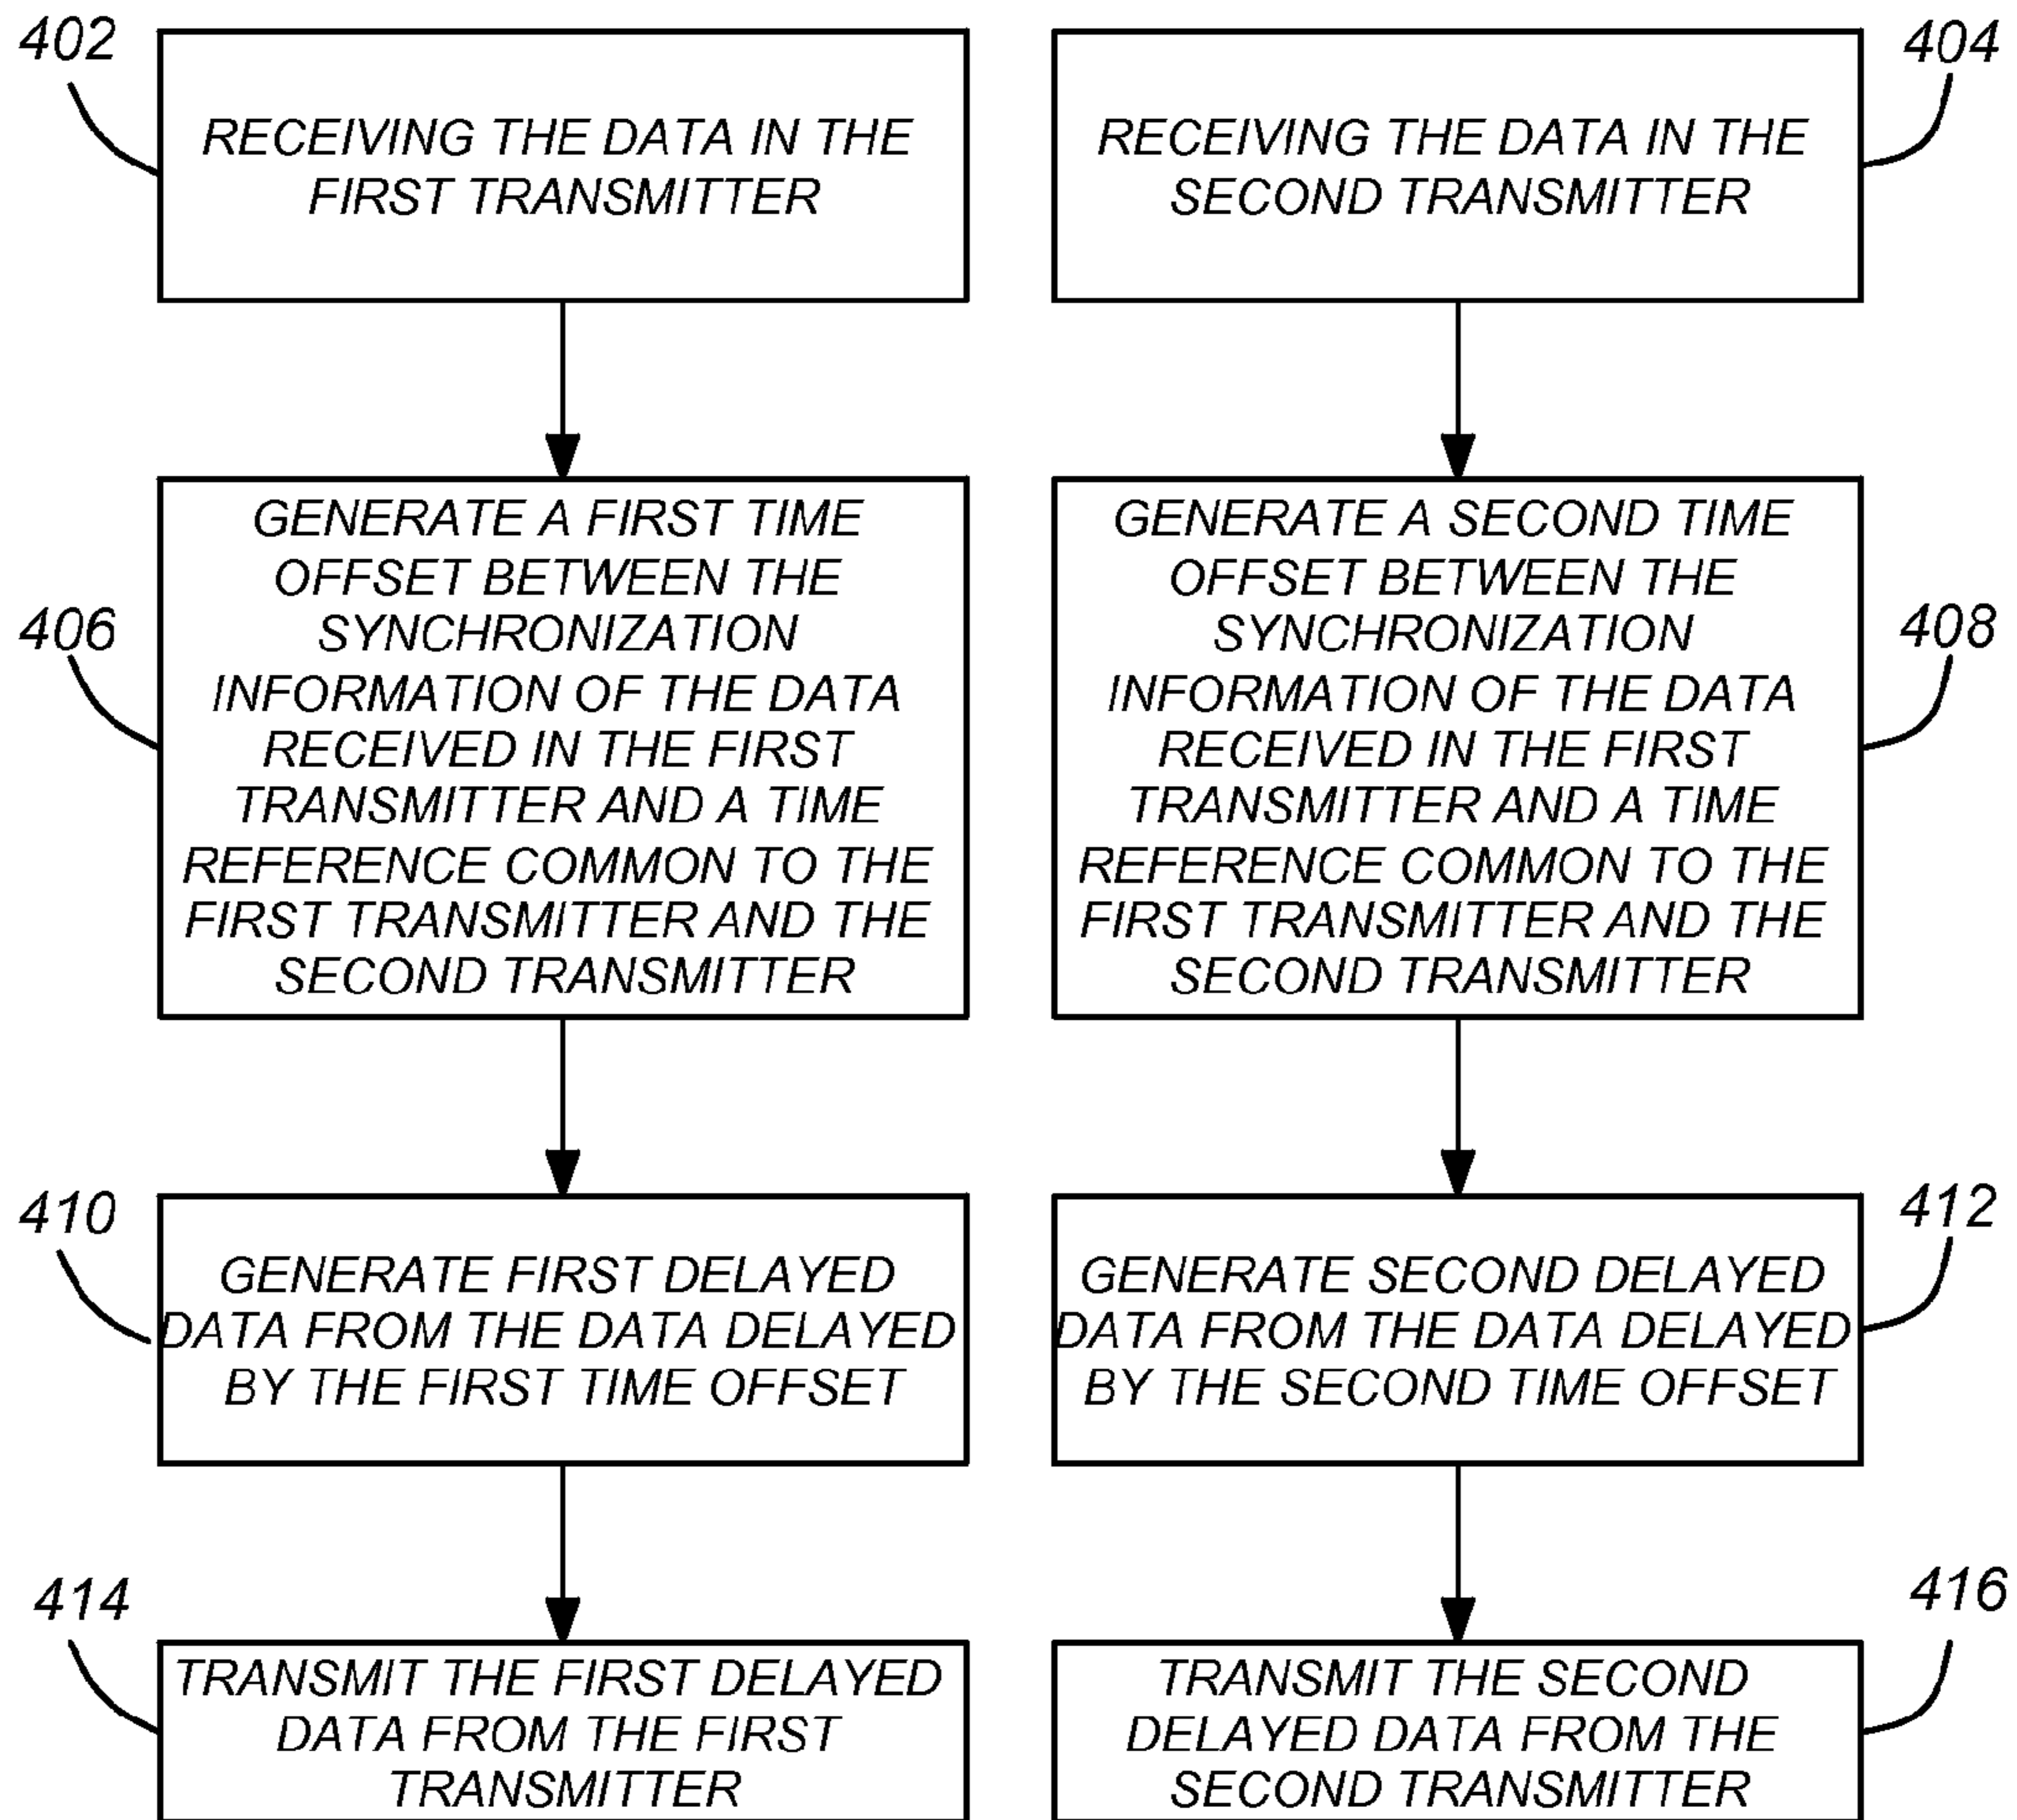 402
RECEIVING THE DATA IN THE
FIRST TRANSMITTER
404
RECEIVING THE DATA IN THE
SECOND TRANSMITTER
406
GENERATE A FIRST TIME
OFFSET BETWEEN THE
SYNCHRONIZATION
INFORMATION OF THE DATA
RECEIVED IN THE FIRST
TRANSMITTER AND A TIME
REFERENCE COMMON TO THE
FIRST TRANSMITTER AND THE
SECOND TRANSMITTER
408
GENERATE A SECOND TIME
OFFSET BETWEEN THE
SYNCHRONIZATION
INFORMATION OF THE DATA
RECEIVED IN THE FIRST
TRANSMITTER AND A TIME
REFERENCE COMMON TO THE
FIRST TRANSMITTER AND THE
SECOND TRANSMITTER
410
GENERATE FIRST DELAYED
DATA FROM THE DATA DELAYED
BY THE FIRST TIME OFFSET
412
GENERATE SECOND DELAYED
DATA FROM THE DATA DELAYED
BY THE SECOND TIME OFFSET
414
TRANSMIT THE FIRST DELAYED
DATA FROM THE FIRST
TRANSMITTER
416
TRANSMIT THE SECOND
DELAYED DATA FROM THE
SECOND TRANSMITTER